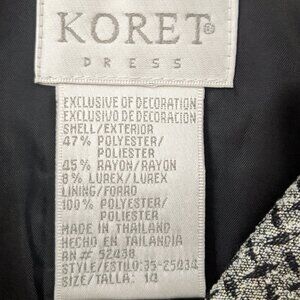 KORET®
DRESS
EXCLUSIVE OF DECORATION
EXCLUSIVO DE DECORACION
SHELL/EXTERIOR
47% POLYESTER/
POLIESTER
45% RAYON/RAYON
8% LUREX/LUREX
LINING/FORRO
100% POLYESTER/
POLIESTER
MADE IN THAILAND
HECHO EN TAILANDIA
RN# 52438
STYLE/ESTILO:35-25434
SIZE/TALLA: 14